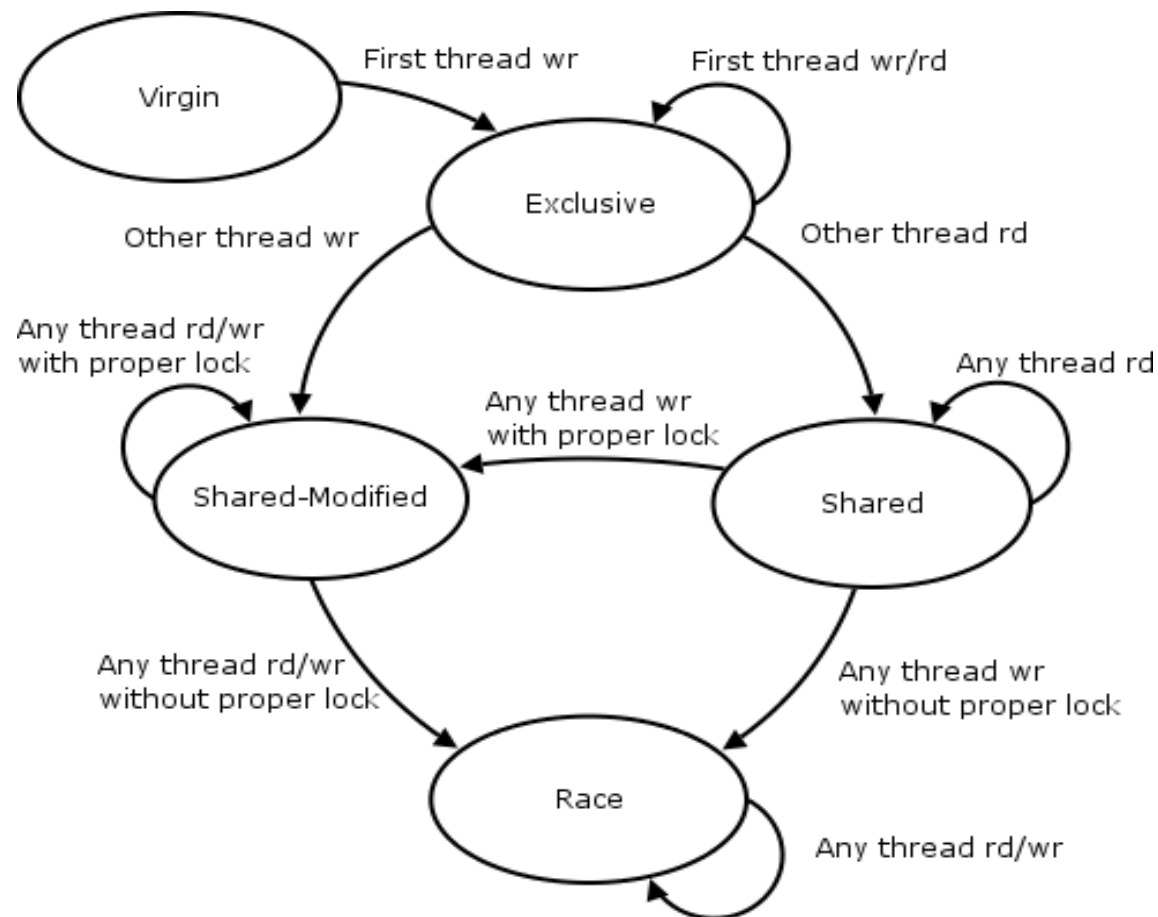 First thread wr
First thread wr/rd
Virgin
Exclusive
Other thread wr
Other thread rd
Any thread rd/wr
with proper lock
Any thread rd
Any thread wr
with proper lock
Shared-Modified
Shared
Any thread rd/wr
without proper lock
Any thread wr
without proper lock
Race
Any thread rd/wr